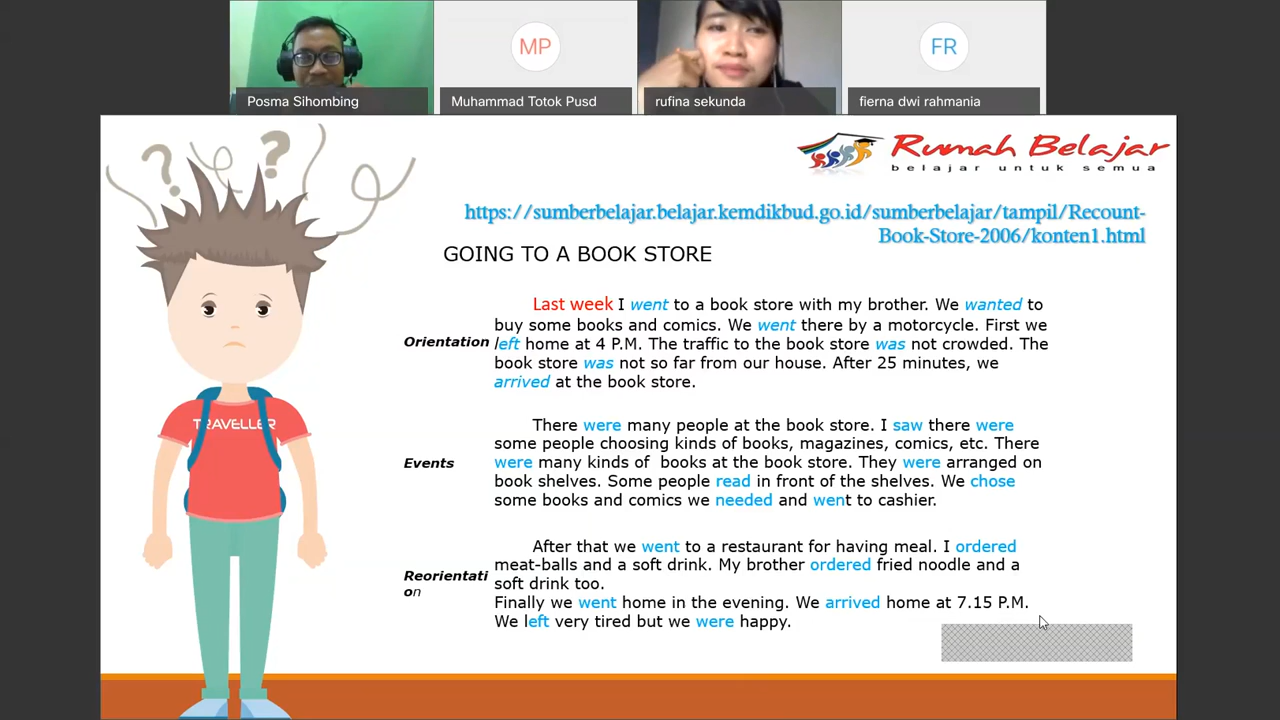 MP
FR
Posma Sihombing
Muhammad Totok Pusd
rufina sekunda
fierna dwi rahmania
Rumah Belajar
belajar untuk semua
https://sumberbelajar.belajar.kemdikbud.go.id/sumberbelajar/tampil/Recount-
Book-Store-2006/konten1.html
GOING TO A BOOK STORE
Last week I went to a book store with my brother. We wanted to
buy some books and comics. We went there by a motorcycle. First we
Orientation left home at 4 P.M. The traffic to the book store was not crowded. The
book store was not so far from our house. After 25 minutes, we
arrived at the book store.
TRAVELLER
There were many people at the book store. I saw there were
some people choosing kinds of books, magazines, comics, etc. There
Events were many kinds of books at the book store. They were arranged on
book shelves. Some people read in front of the shelves. We chose
some books and comics we needed and went to cashier.
After that we went to a restaurant for having meal. I ordered
meat-balls and a soft drink. My brother ordered fried noodle and a
Reorientati
on
soft drink too.
Finally we went home in the evening. We arrived home at 7.15 P.M.
We left very tired but we were happy.